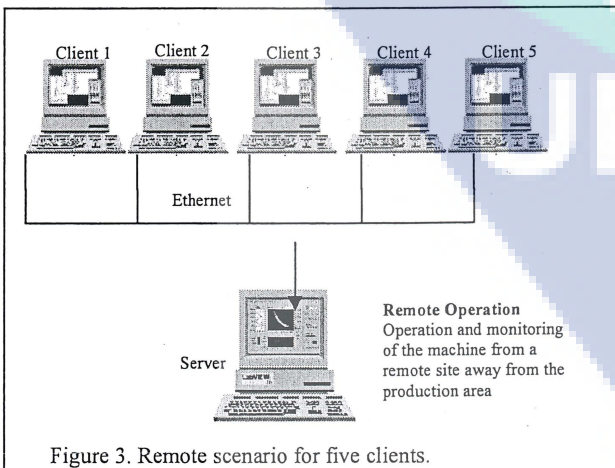 Client 1 Client 2 Client 3 Client 4 Client 5
Ethernet
Remote Operation
Operation and monitoring
of the machine from a
remote site away from the
production area
Server
LabVIEW
Figure 3. Remote scenario for five clients.